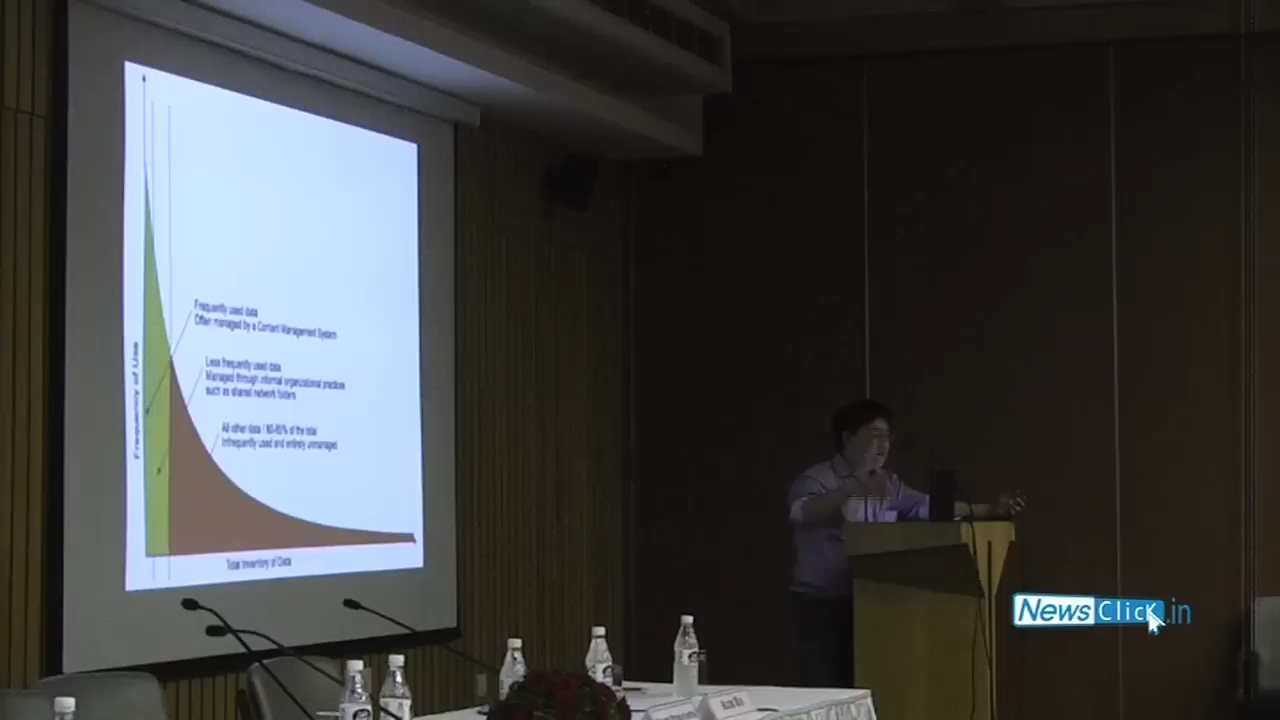 Frequently used data
Often managed by a Content Management System
Less frequently used data
Managed through informal organizational practices
such as shared network folders
All other data / 80-95% of the total
Infrequently used and entirely unmanaged
Frequency of Use
Total Inventory of Data
NewsClick.in